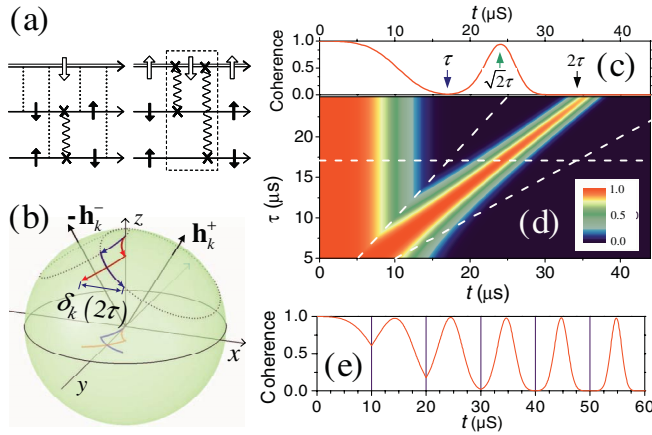 (a)
t (μS)
0 10 20 30 40
Coherence
1.0
0.5
0.0
τ
√2τ
2τ
(c)
(b)
-h_k^-
z
h_k^+
δ_k(2τ)
x
y
τ (μs)
20
15
10
5
(d)
1.0
0.5
0.0
0 10 20 30 40
t (μS)
Coherence
1.0
0.5
0.0
(e)
0 10 20 30 40 50 60
t (μS)